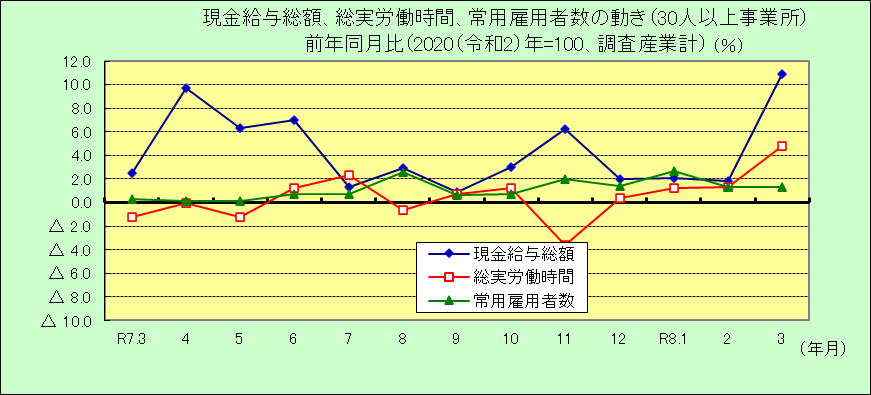 現金給与総額、総実労働時間、常用雇用者数の動き（30人以上事業所）
前年同月比（2020（令和2）年=100、調査産業計）（％）
12.0
10.0
8.0
6.0
4.0
2.0
0.0
△ 2.0
△ 4.0
△ 6.0
△ 8.0
△ 10.0
現金給与総額
総実労働時間
常用雇用者数
R7.3 4 5 6 7 8 9 10 11 12 R8.1 2 3
（年月）